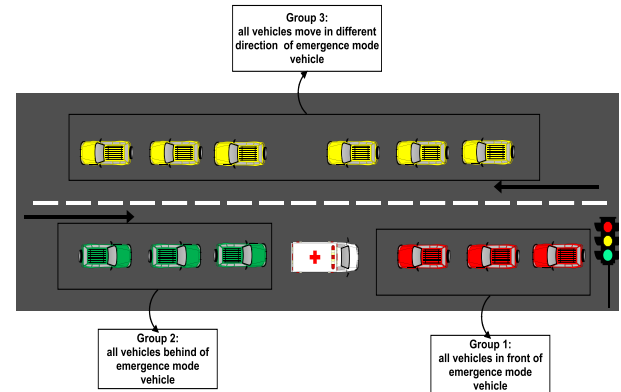 Group 3:
all vehicles move in different
direction of emergence mode
vehicle
Group 2:
all vehicles behind of
emergence mode
vehicle
Group 1:
all vehicles in front of
emergence mode
vehicle